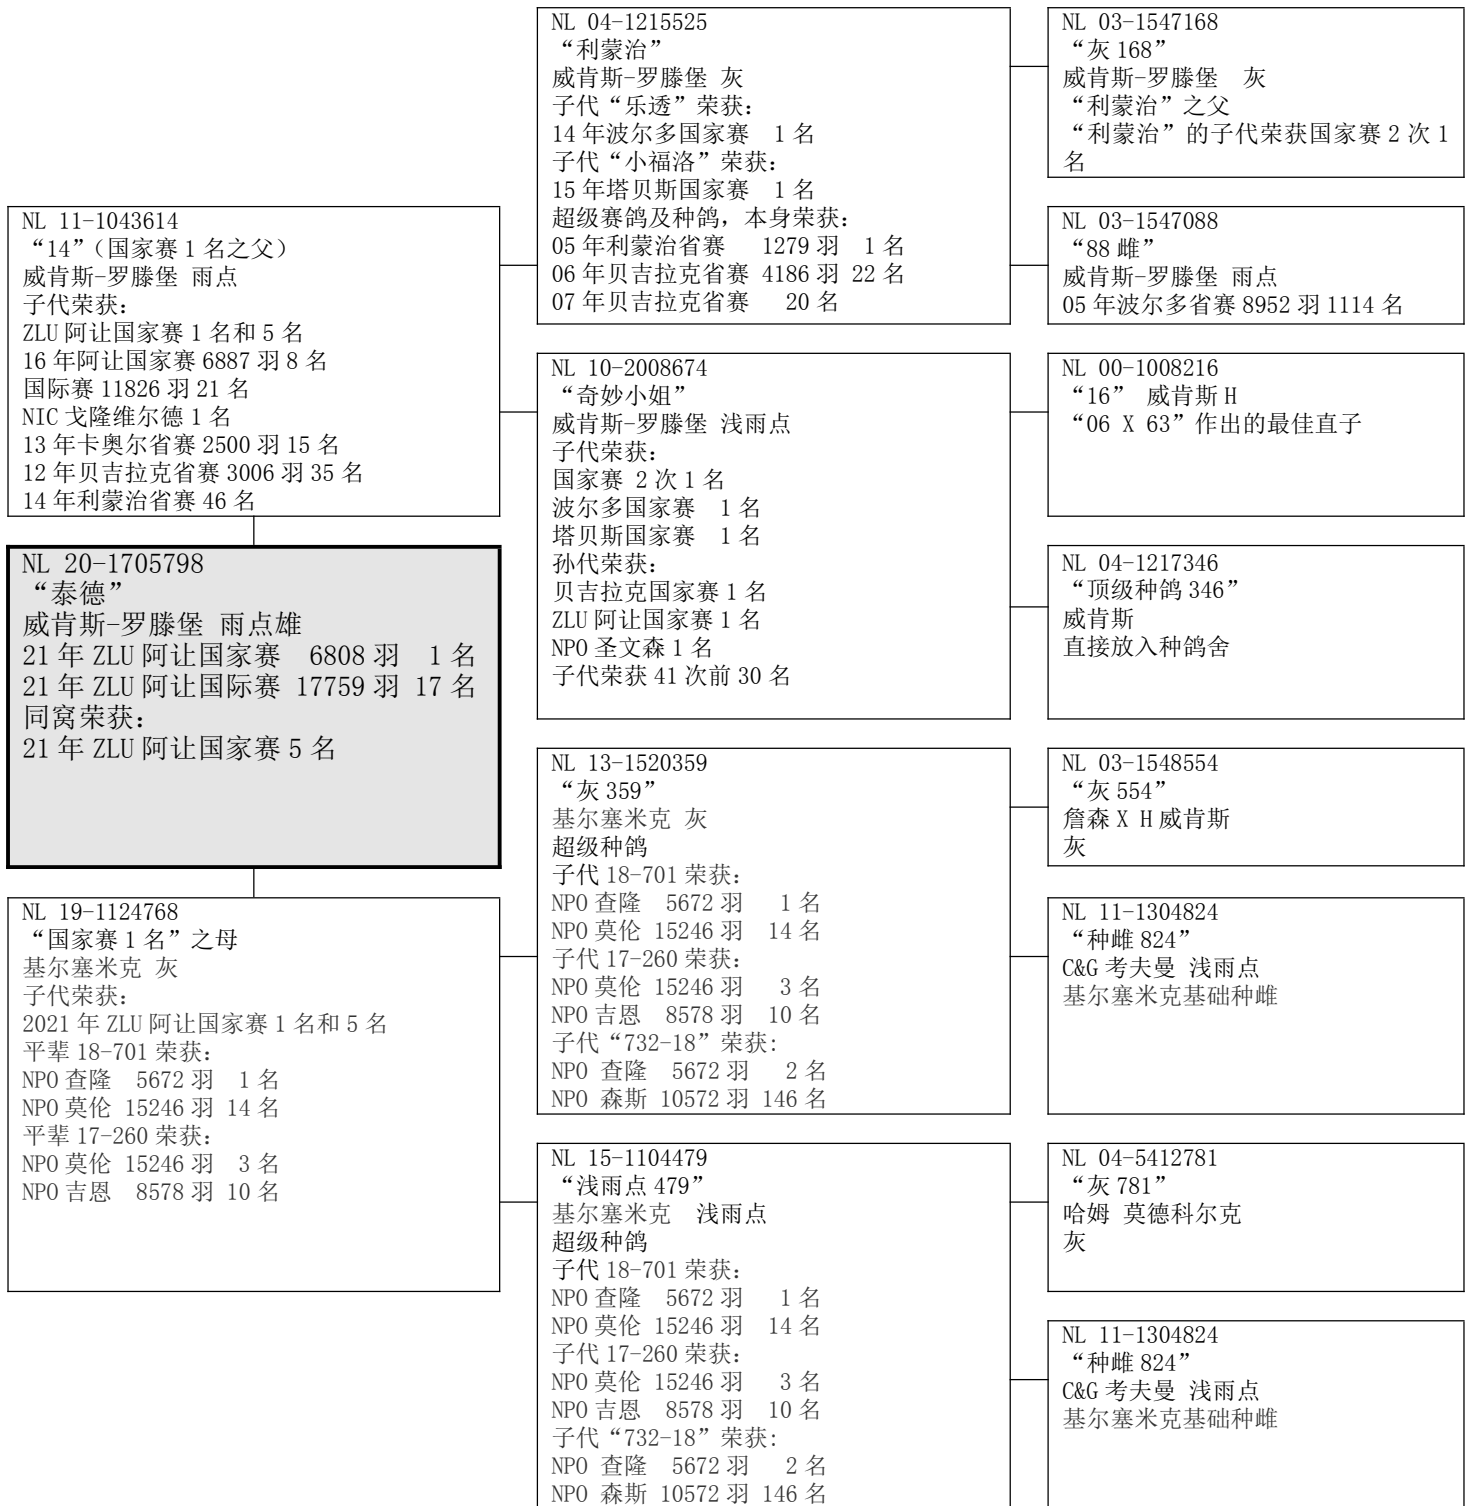 NL 11-1043614
“14”（国家赛 1 名之父）
威肯斯-罗滕堡 雨点
子代荣获：
ZLU 阿让国家赛 1 名和 5 名
16 年阿让国家赛 6887 羽 8 名
国际赛 11826 羽 21 名
NIC 戈隆维尔德 1 名
13 年卡奥尔省赛 2500 羽 15 名
12 年贝吉拉克省赛 3006 羽 35 名
14 年利蒙治省赛 46 名
NL 20-1705798
“泰德”
威肯斯-罗滕堡 雨点雄
21 年 ZLU 阿让国家赛 6808 羽 1 名
21 年 ZLU 阿让国际赛 17759 羽 17 名
同窝荣获：
21 年 ZLU 阿让国家赛 5 名
NL 19-1124768
“国家赛 1 名”之母
基尔塞米克 灰
子代荣获：
2021 年 ZLU 阿让国家赛 1 名和 5 名
平辈 18-701 荣获：
NPO 查隆 5672 羽 1 名
NPO 莫伦 15246 羽 14 名
平辈 17-260 荣获：
NPO 莫伦 15246 羽 3 名
NPO 吉恩 8578 羽 10 名
NL 04-1215525
“利蒙治”
威肯斯-罗滕堡 灰
子代“乐透”荣获：
14 年波尔多国家赛 1 名
子代“小福洛”荣获：
15 年塔贝斯国家赛 1 名
超级赛鸽及种鸽，本身荣获：
05 年利蒙治省赛 1279 羽 1 名
06 年贝吉拉克省赛 4186 羽 22 名
07 年贝吉拉克省赛 20 名
NL 10-2008674
“奇妙小姐”
威肯斯-罗滕堡 浅雨点
子代荣获：
国家赛 2 次 1 名
波尔多国家赛 1 名
塔贝斯国家赛 1 名
孙代荣获：
贝吉拉克国家赛 1 名
ZLU 阿让国家赛 1 名
NPO 圣文森 1 名
子代荣获 41 次前 30 名
NL 13-1520359
“灰 359”
基尔塞米克 灰
超级种鸽
子代 18-701 荣获：
NPO 查隆 5672 羽 1 名
NPO 莫伦 15246 羽 14 名
子代 17-260 荣获：
NPO 莫伦 15246 羽 3 名
NPO 吉恩 8578 羽 10 名
子代“732-18”荣获:
NPO 查隆 5672 羽 2 名
NPO 森斯 10572 羽 146 名
NL 15-1104479
“浅雨点 479”
基尔塞米克 浅雨点
超级种鸽
子代 18-701 荣获：
NPO 查隆 5672 羽 1 名
NPO 莫伦 15246 羽 14 名
子代 17-260 荣获：
NPO 莫伦 15246 羽 3 名
NPO 吉恩 8578 羽 10 名
子代“732-18”荣获:
NPO 查隆 5672 羽 2 名
NPO 森斯 10572 羽 146 名
NL 03-1547168
“灰 168”
威肯斯-罗滕堡 灰
“利蒙治”之父
“利蒙治”的子代荣获国家赛 2 次 1
名
NL 03-1547088
“88 雌”
威肯斯-罗滕堡 雨点
05 年波尔多省赛 8952 羽 1114 名
NL 00-1008216
“16” 威肯斯 H
“06 X 63”作出的最佳直子
NL 04-1217346
“顶级种鸽 346”
威肯斯
直接放入种鸽舍
NL 03-1548554
“灰 554”
詹森 X H 威肯斯
灰
NL 11-1304824
“种雌 824”
C&G 考夫曼 浅雨点
基尔塞米克基础种雌
NL 04-5412781
“灰 781”
哈姆 莫德科尔克
灰
NL 11-1304824
“种雌 824”
C&G 考夫曼 浅雨点
基尔塞米克基础种雌